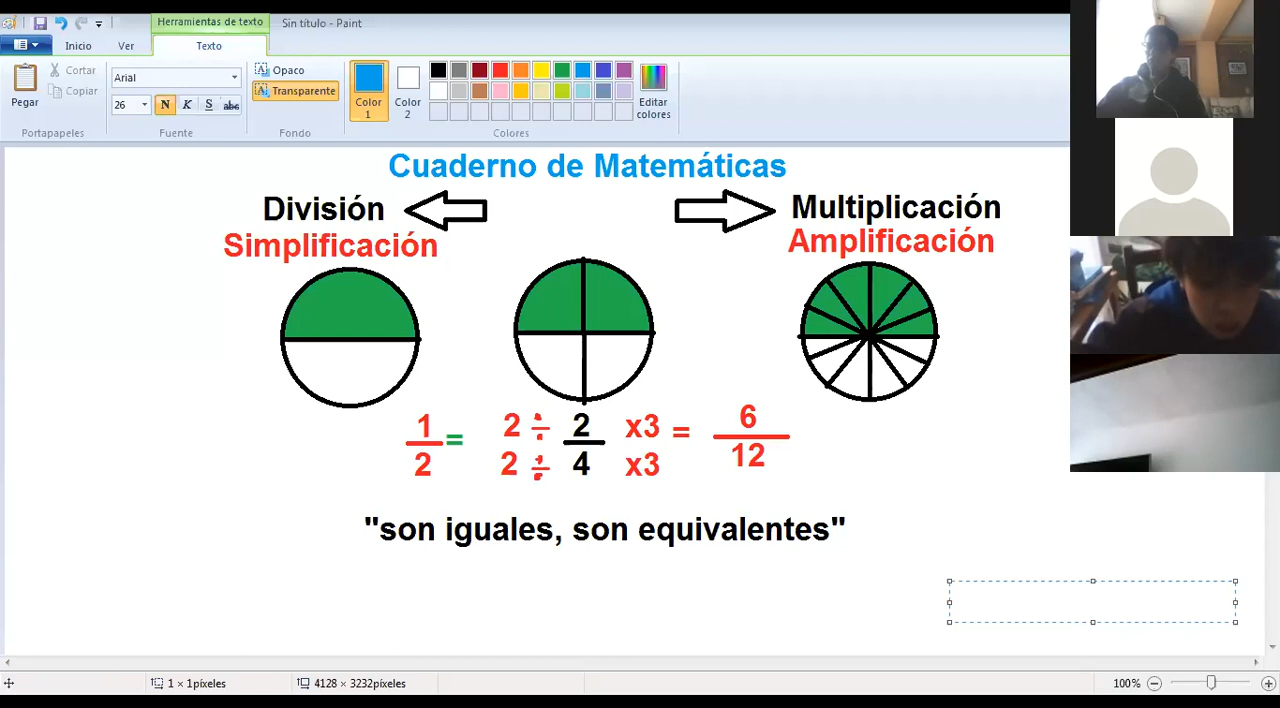 Herramientas de texto
Sin título - Paint
Inicio
Ver
Texto
Pegar
Cortar
Copiar
Portapapeles
Arial
26
N K S abc
Fuente
Opaco
Transparente
Fondo
Color
1
Color
2
Editar
colores
Colores
Cuaderno de Matemáticas
División
Multiplicación
Simplificación
Amplificación
1 2 ÷ 2 x3 6
= =
2 2 ÷ 4 x3 12
"son iguales, son equivalentes"
1 × 1píxeles
4128 × 3232píxeles
100%